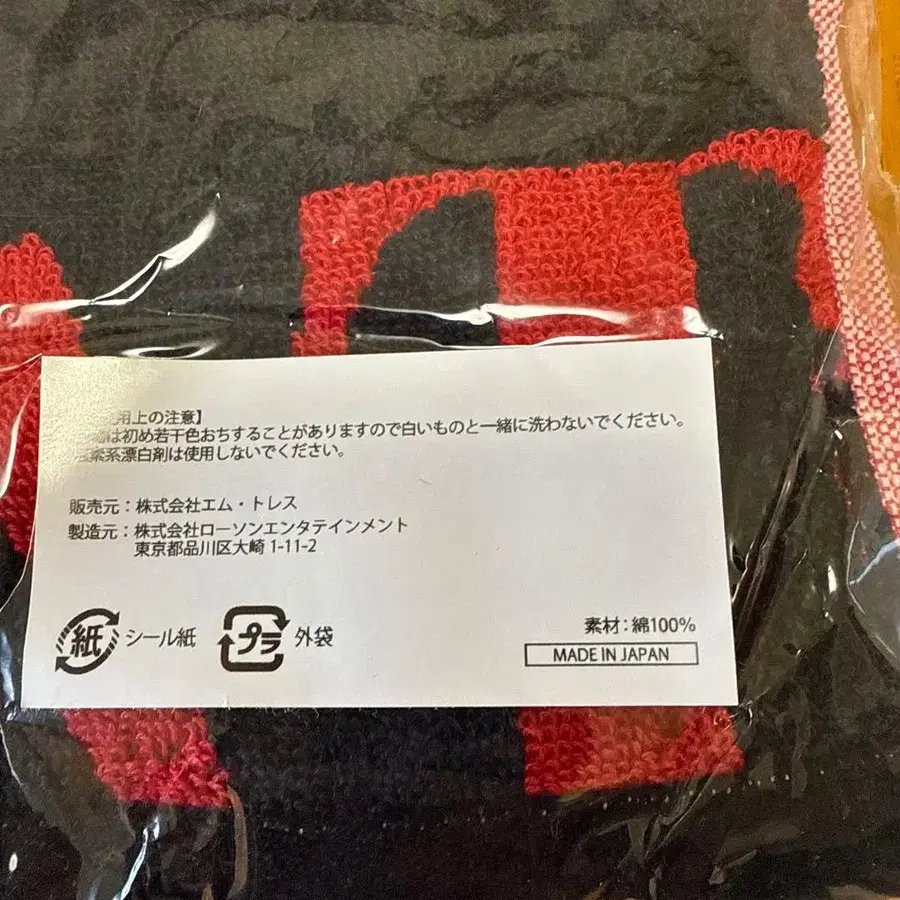 用上の注意】
は初め若干色おちすることがありますので白いものと一緒に洗わないでください。
素系漂白剤は使用しないでください。
販売元：株式会社エム・トレス
製造元：株式会社ローソンエンタテインメント
東京都品川区大崎 1-11-2
紙 シール紙
プラ 外袋
素材：綿100%
MADE IN JAPAN